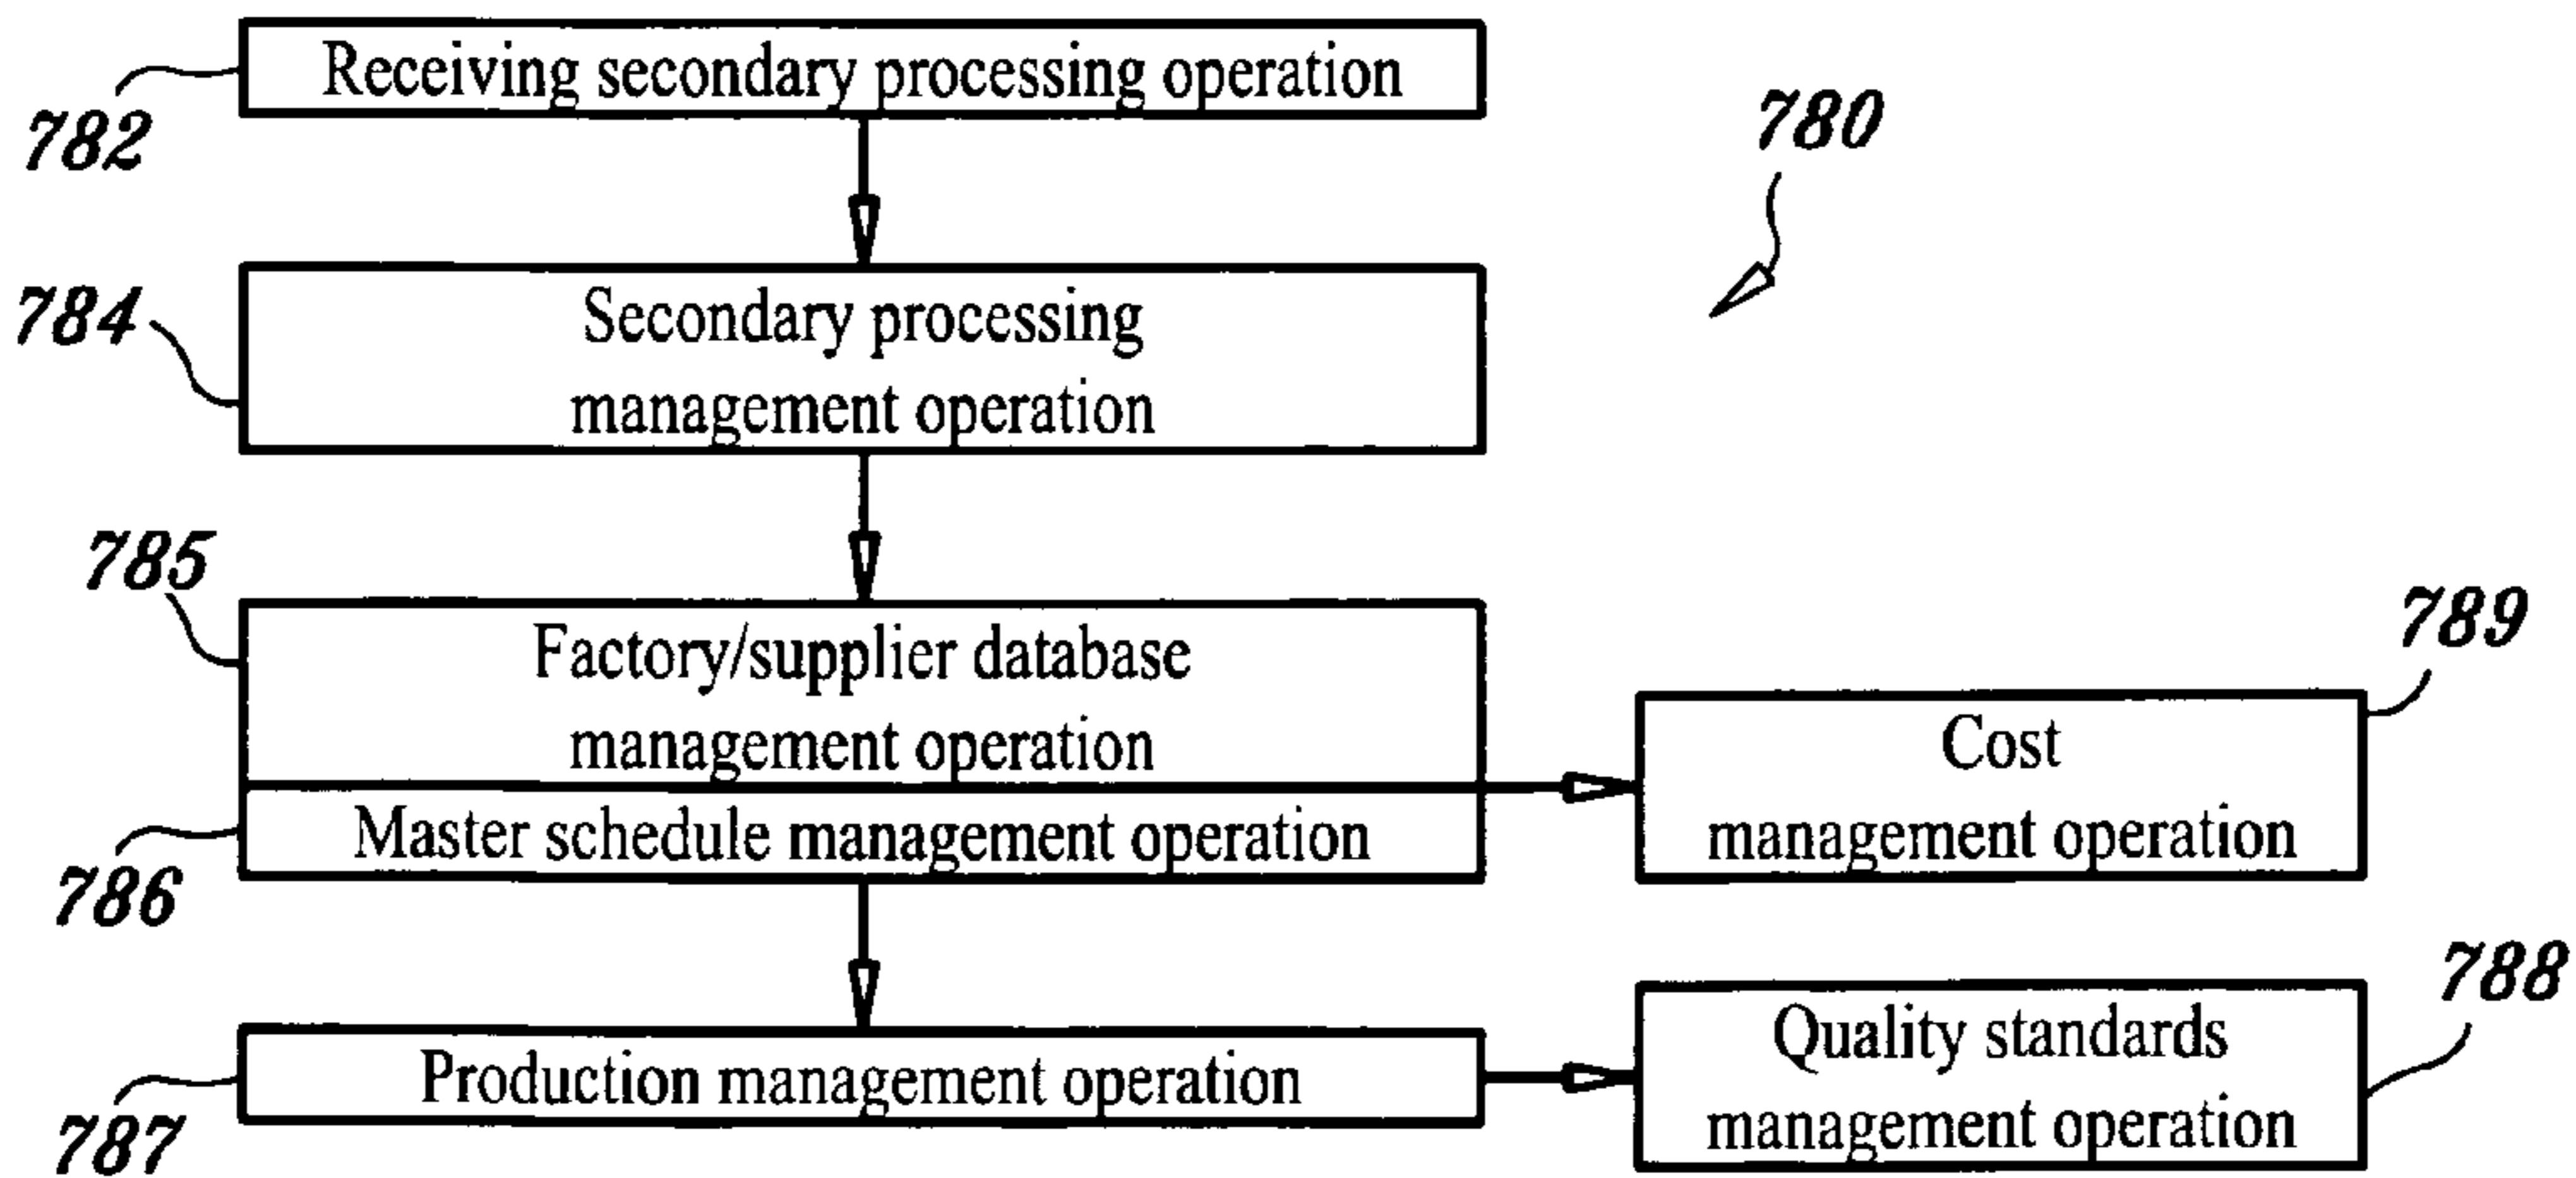 Receiving secondary processing operation
782
780
Secondary processing
management operation
784
785
Factory/supplier database
management operation
Master schedule management operation
786
789
Cost
management operation
Production management operation
787
788
Quality standards
management operation